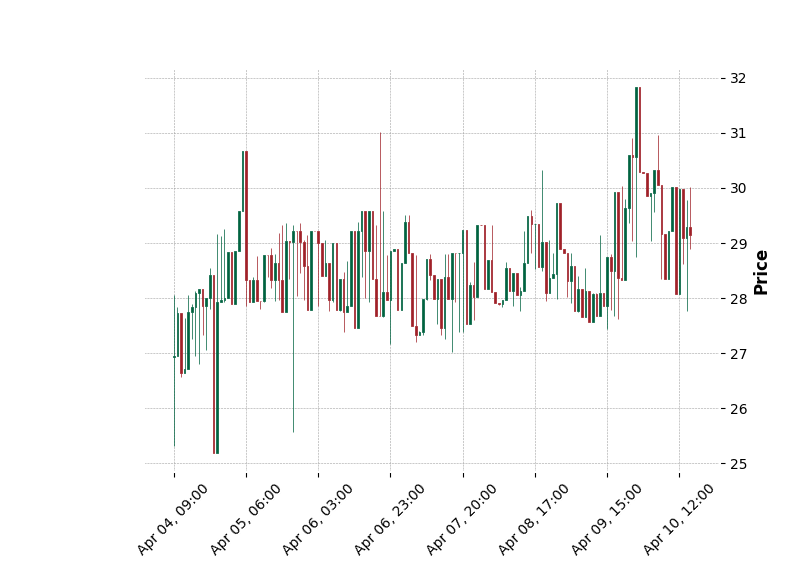 32
31
30
29
28
27
26
25
Price
Apr 04, 09:00
Apr 05, 06:00
Apr 06, 03:00
Apr 06, 23:00
Apr 07, 20:00
Apr 08, 17:00
Apr 09, 15:00
Apr 10, 12:00